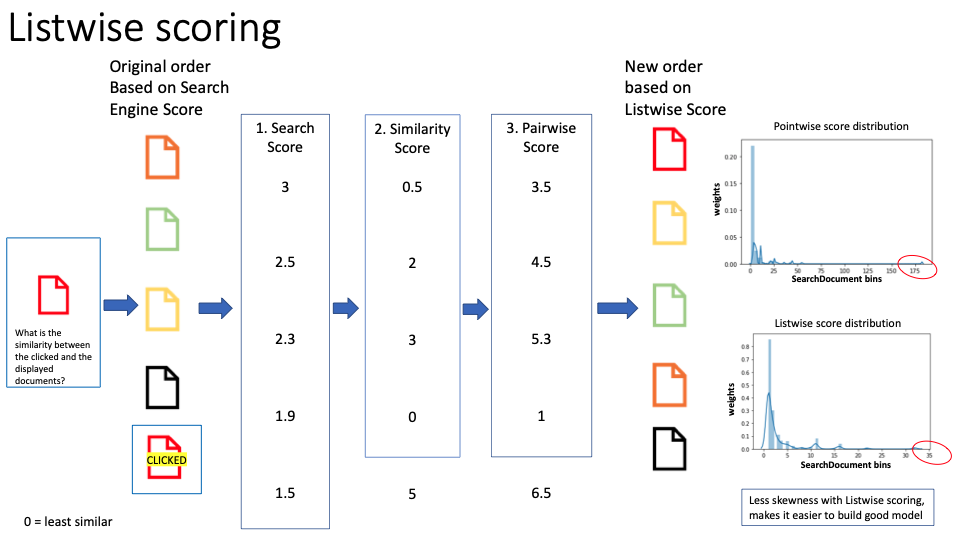 Listwise scoring
Original order
Based on Search
Engine Score
New order
based on
Listwise Score
What is the
similarity between
the clicked and the
displayed
documents?
CLICKED
0 = least similar
1. Search
Score
3
2.5
2.3
1.9
1.5
2. Similarity
Score
0.5
2
3
0
5
3. Pairwise
Score
3.5
4.5
5.3
1
6.5
Pointwise score distribution
weights
0.20
0.15
0.10
0.05
0.00
0 25 50 75 100 125 150 175
SearchDocument bins
Listwise score distribution
weights
0.8
0.7
0.6
0.5
0.4
0.3
0.2
0.1
0.0
0 5 10 15 20 25 30 35
SearchDocument bins
Less skewness with Listwise scoring,
makes it easier to build good model